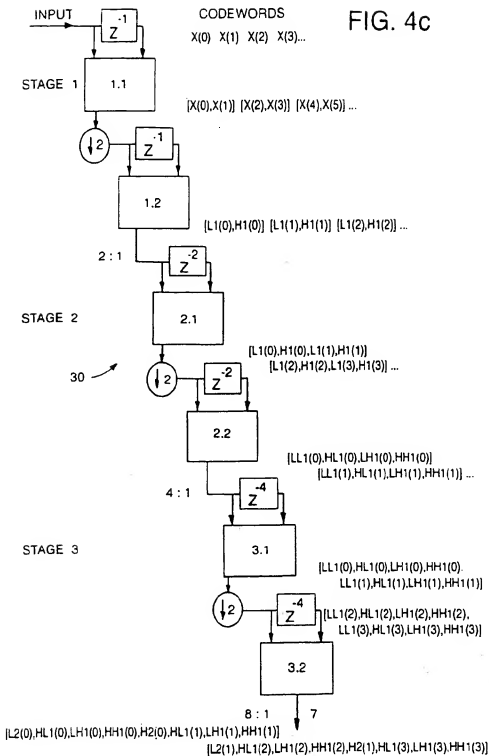 INPUT
Z-1
CODEWORDS
FIG. 4c
X(0) X(1) X(2) X(3)...
STAGE 1
1.1
[X(0),X(1)] [X(2),X(3)] [X(4),X(5)] ...
↓2
Z-1
1.2
[L1(0),H1(0)] [L1(1),H1(1)] [L1(2),H1(2)] ...
2 : 1
Z-2
STAGE 2
2.1
[L1(0),H1(0),L1(1),H1(1)]
[L1(2),H1(2),L1(3),H1(3)] ...
30
↓2
Z-2
2.2
[LL1(0),HL1(0),LH1(0),HH1(0)]
[LL1(1),HL1(1),LH1(1),HH1(1)] ...
4 : 1
Z-4
STAGE 3
3.1
[LL1(0),HL1(0),LH1(0),HH1(0).
LL1(1),HL1(1),LH1(1),HH1(1)]
↓2
Z-4
[LL1(2),HL1(2),LH1(2),HH1(2),
LL1(3),HL1(3),LH1(3),HH1(3)]
3.2
8 : 1
7
[L2(0),HL1(0),LH1(0),HH1(0),H2(0),HL1(1),LH1(1),HH1(1)]
[L2(1),HL1(2),LH1(2),HH1(2),H2(1),HL1(3),LH1(3).HH1(3)]